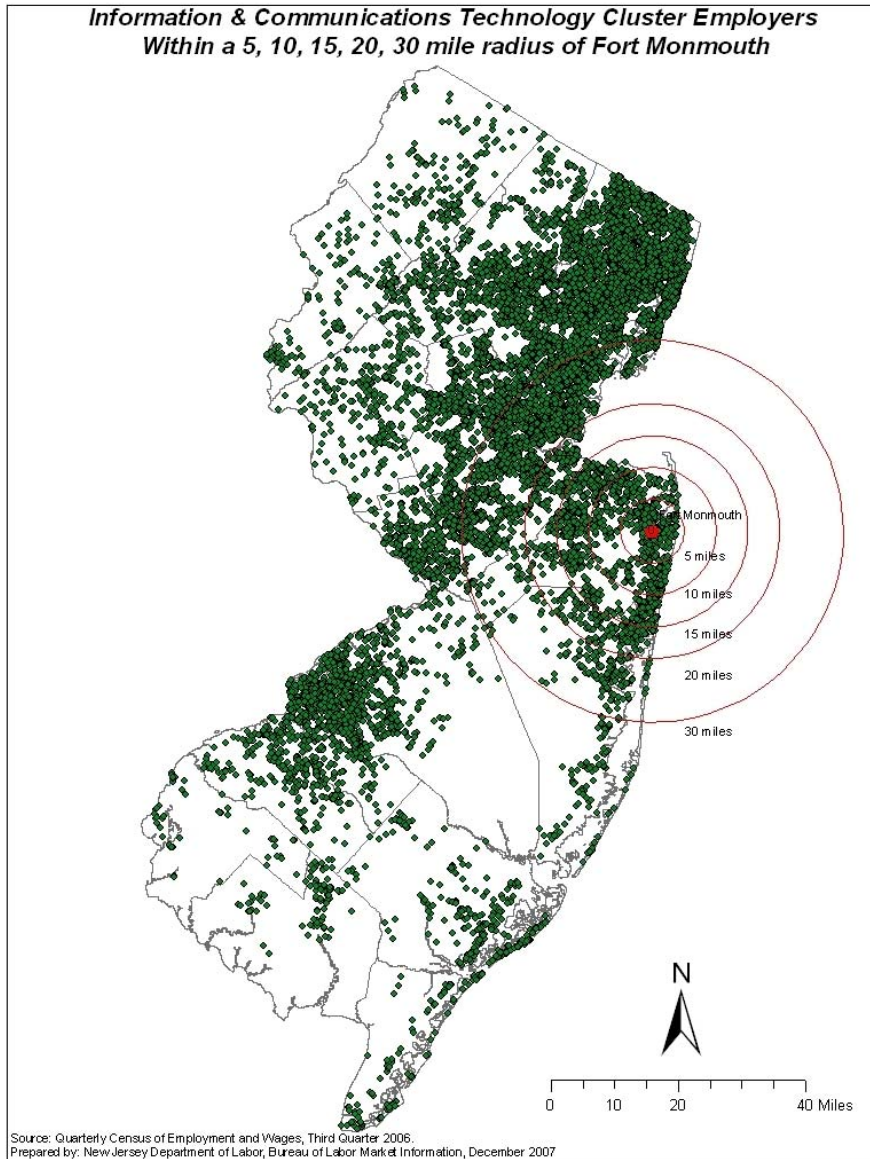 Information & Communications Technology Cluster Employers
Within a 5, 10, 15, 20, 30 mile radius of Fort Monmouth
Fort Monmouth
5 miles
10 miles
15 miles
20 miles
30 miles
N
0 10 20 40 Miles
Source: Quarterly Census of Employment and Wages, Third Quarter 2006.
Prepared by: New Jersey Department of Labor, Bureau of Labor Market Information, December 2007